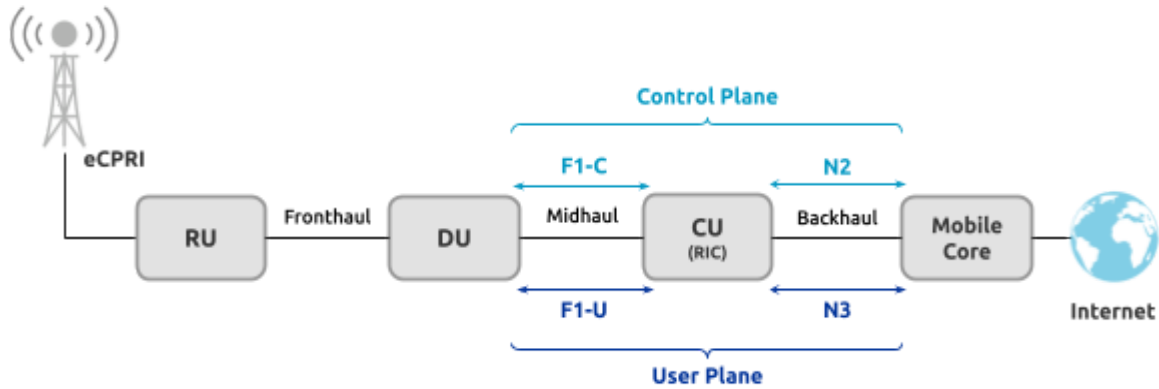 Control Plane
eCPRI
F1-C
N2
RU
Fronthaul
DU
Midhaul
CU
(RIC)
Backhaul
Mobile
Core
F1-U
N3
Internet
User Plane